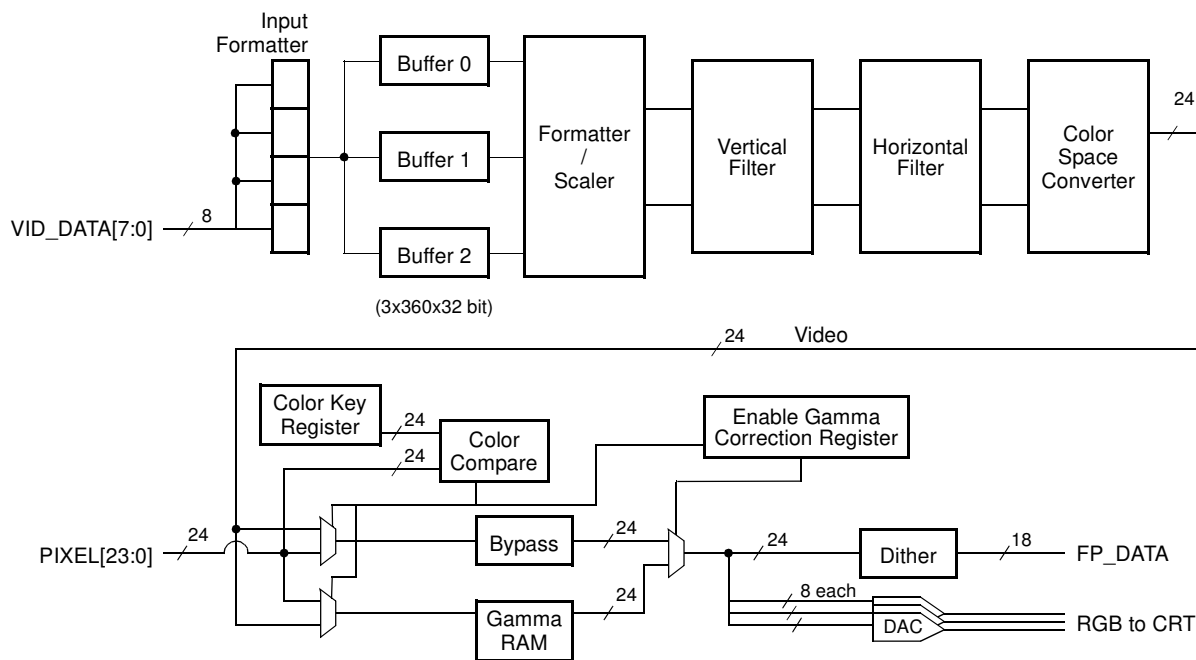 Input
Formatter
Buffer 0
Buffer 1
Buffer 2
(3x360x32 bit)
Formatter
/
Scaler
Vertical
Filter
Horizontal
Filter
Color
Space
Converter
24
VID_DATA[7:0]
8
24
Video
Color Key
Register
24
Color
Compare
24
Enable Gamma
Correction Register
PIXEL[23:0]
24
Bypass
24
24
Dither
18
FP_DATA
Gamma
RAM
24
8 each
DAC
RGB to CRT